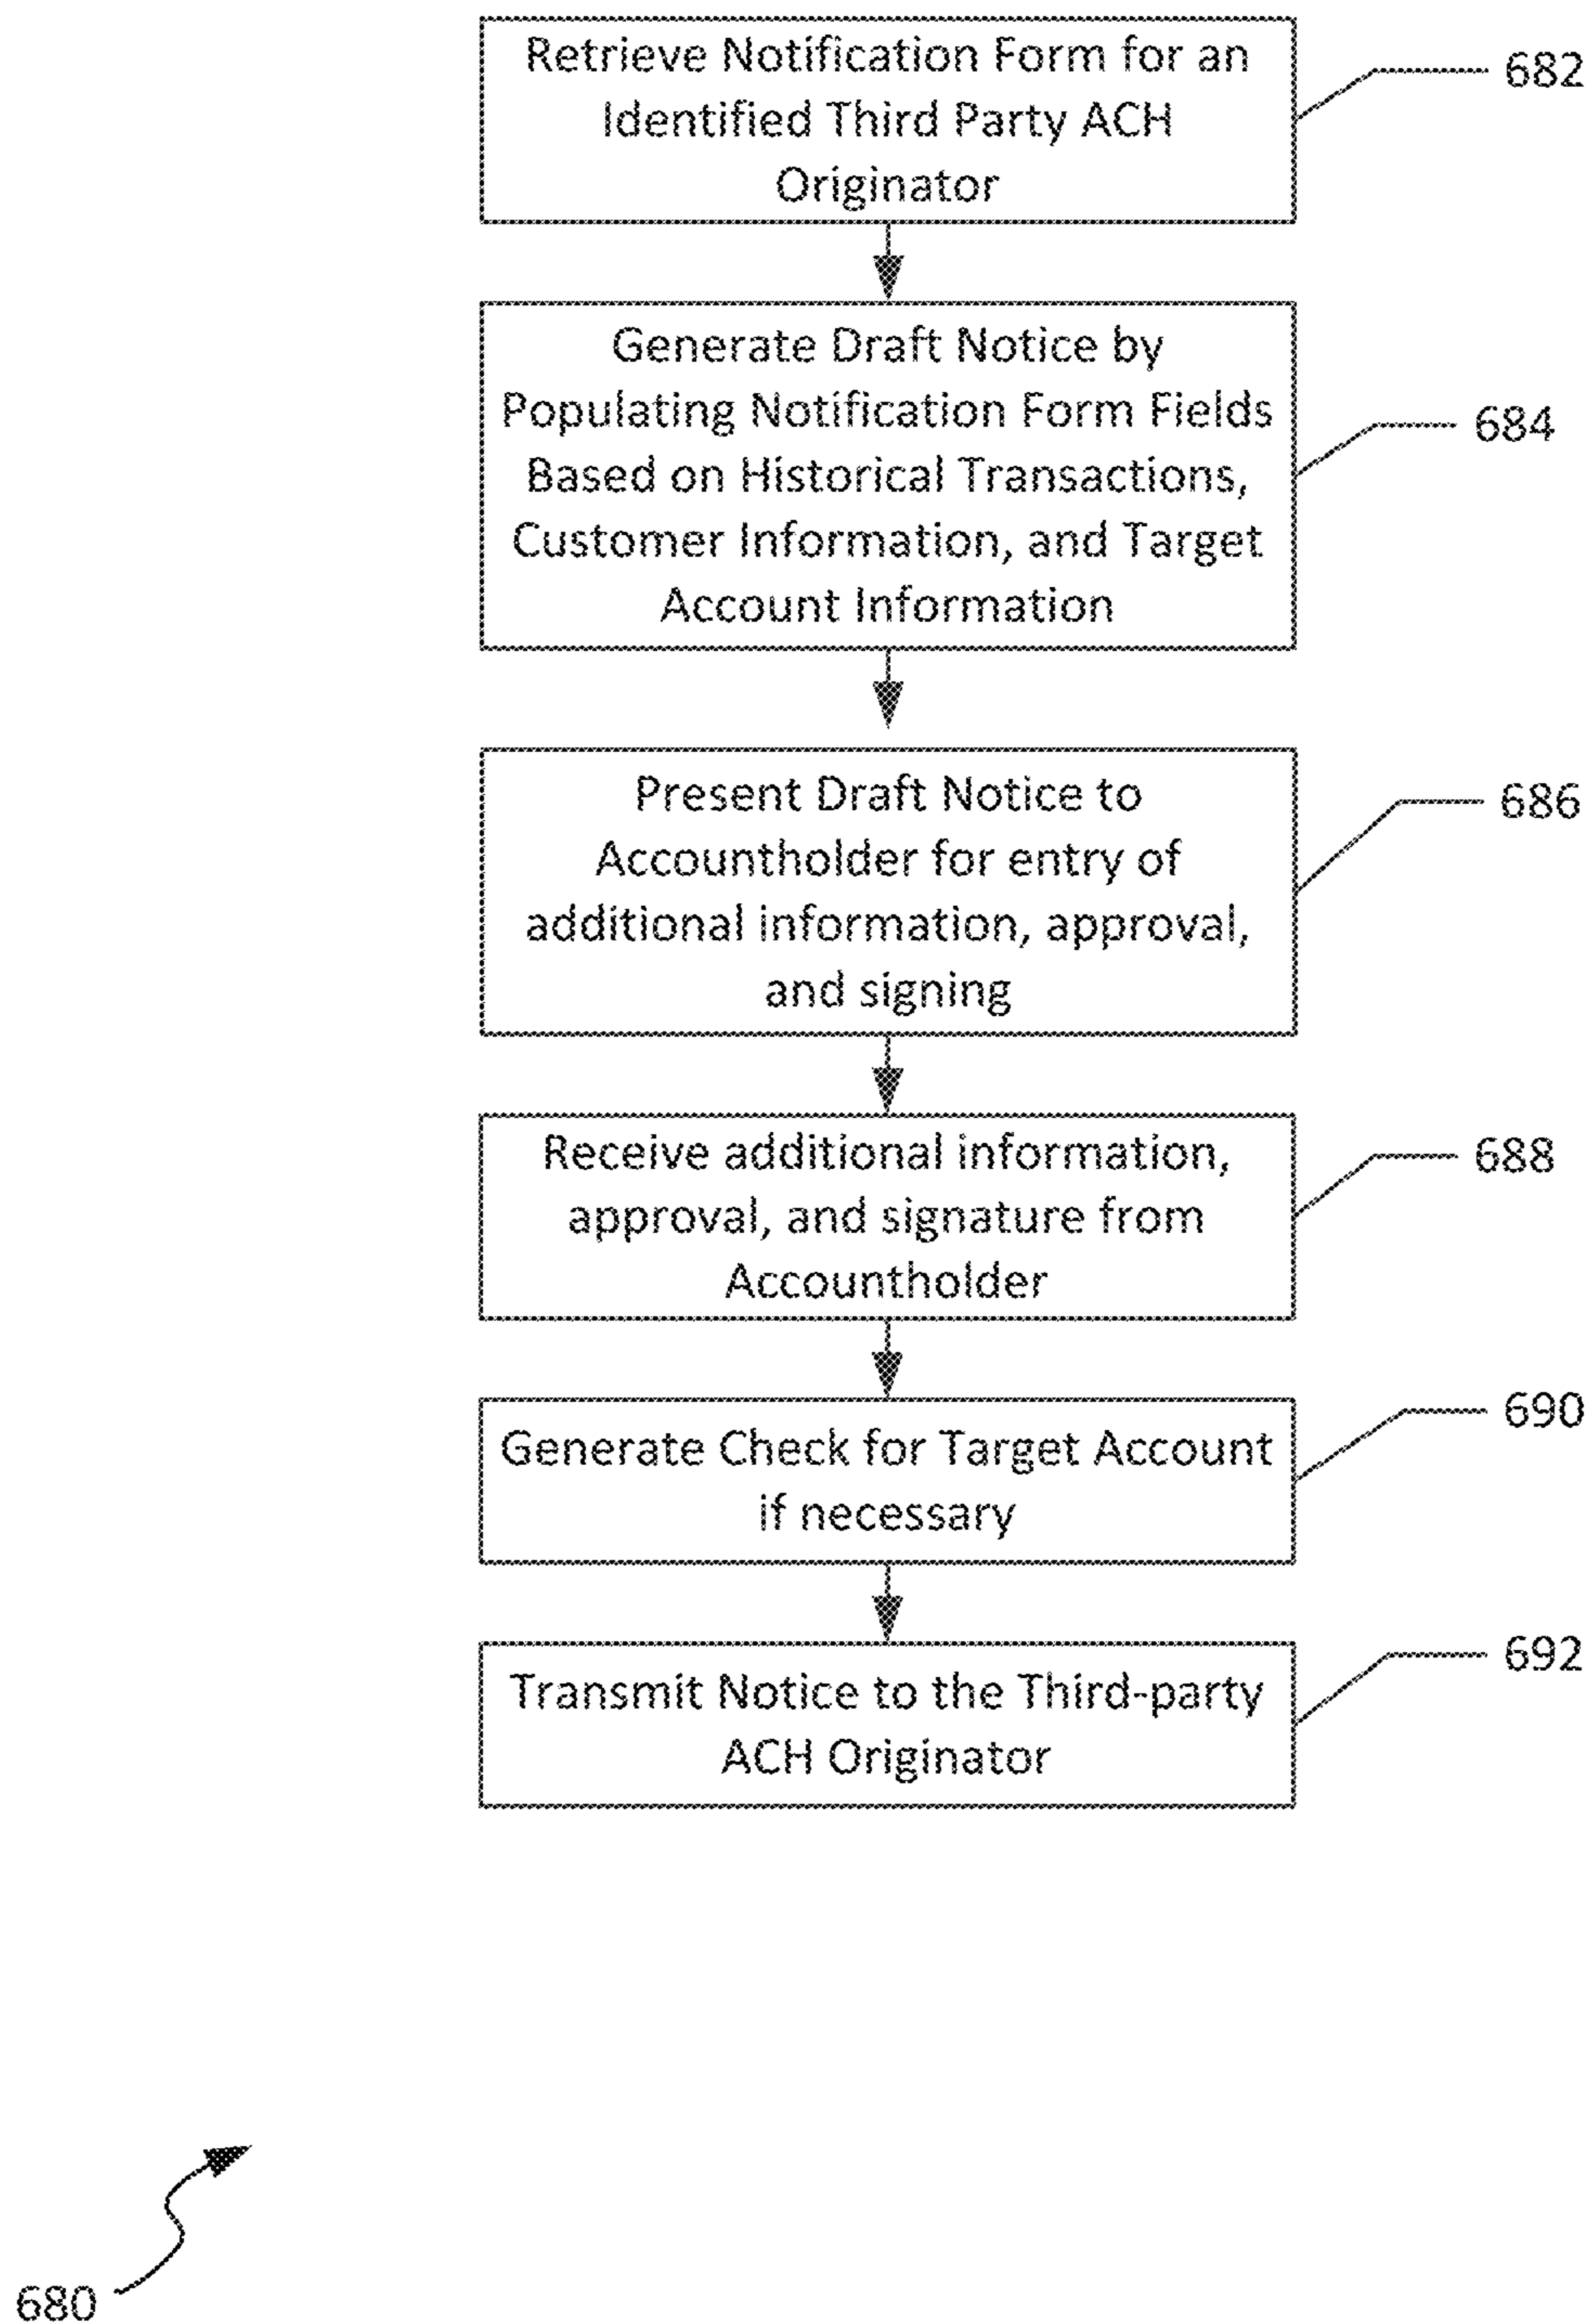 Retrieve Notification Form for an
Identified Third Party ACH
Originator
682
Generate Draft Notice by
Populating Notification Form Fields
Based on Historical Transactions,
Customer Information, and Target
Account Information
684
Present Draft Notice to
Accountholder for entry of
additional information, approval,
and signing
686
Receive additional information,
approval, and signature from
Accountholder
688
Generate Check for Target Account
if necessary
690
Transmit Notice to the Third-party
ACH Originator
692
680